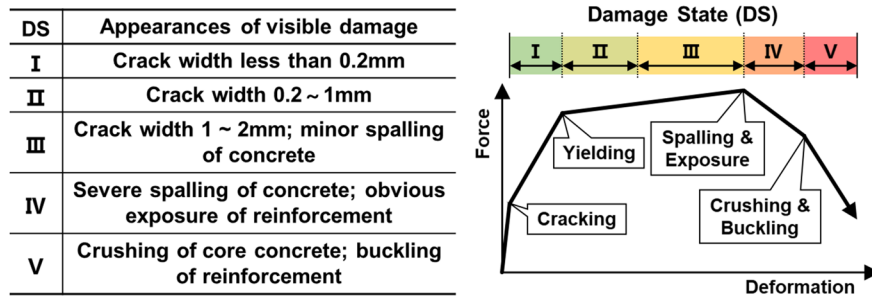 DS Appearances of visible damage
Ⅰ Crack width less than 0.2mm
Ⅱ Crack width 0.2 ~ 1mm
Ⅲ Crack width 1 ~ 2mm; minor spalling
of concrete
Ⅳ Severe spalling of concrete; obvious
exposure of reinforcement
Ⅴ Crushing of core concrete; buckling
of reinforcement
Damage State (DS)
Ⅰ Ⅱ Ⅲ Ⅳ Ⅴ
Force
Yielding
Spalling &
Exposure
Cracking
Crushing &
Buckling
Deformation